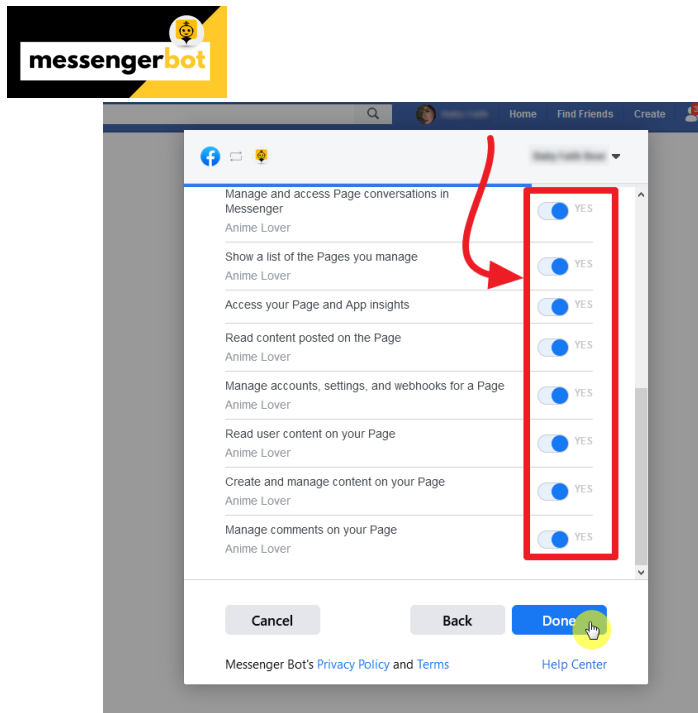 messengerbot
Home Find Friends Create
Manage and access Page conversations in
Messenger
YES
Anime Lover
Show a list of the Pages you manage
YES
Anime Lover
Access your Page and App insights
YES
Read content posted on the Page
YES
Anime Lover
Manage accounts, settings, and webhooks for a Page
YES
Anime Lover
Read user content on your Page
YES
Anime Lover
Create and manage content on your Page
YES
Anime Lover
Manage comments on your Page
YES
Anime Lover
Cancel Back Done
Messenger Bot's Privacy Policy and Terms Help Center